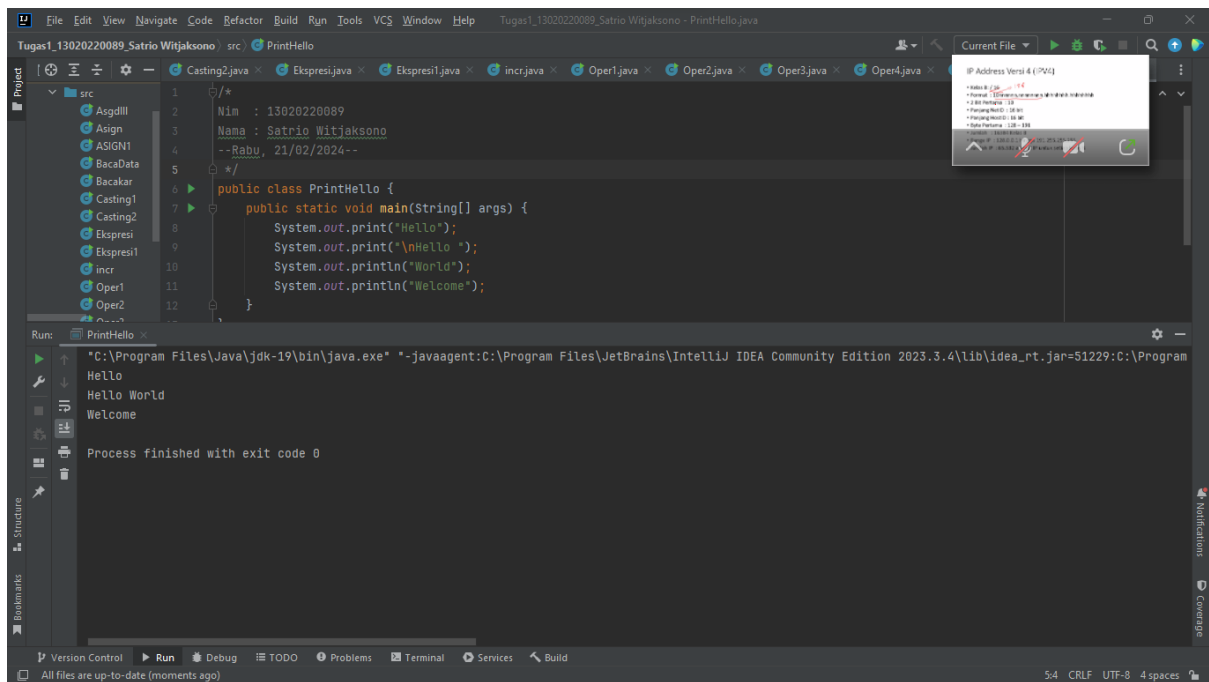 File Edit View Navigate Code Refactor Build Run Tools VCS Window Help Tugas1_13020220089_Satrio Witjaksono - PrintHello.java
Tugas1_13020220089_Satrio Witjaksono src PrintHello Current File
Casting2.java Ekspresi.java Ekspresi1.java incr.java Oper1.java Oper2.java Oper3.java Oper4.java
IP Address Versi 4 (IPV4)
Project
src
Asgdlll
Asign
ASIGN1
BacaData
Bacakar
Casting1
Casting2
Ekspresi
Ekspresi1
incr
Oper1
Oper2
1 /*
2 Nim : 13020220089
3 Nama : Satrio Witjaksono
4 --Rabu, 21/02/2024--
5 */
6 public class PrintHello {
7 public static void main(String[] args) {
8 System.out.print("Hello");
9 System.out.print("\nHello ");
10 System.out.println("World");
11 System.out.println("Welcome");
12 }
Run: PrintHello
"C:\Program Files\Java\jdk-19\bin\java.exe" "-javaagent:C:\Program Files\JetBrains\IntelliJ IDEA Community Edition 2023.3.4\lib\idea_rt.jar=51229:C:\Program
Hello
Hello World
Welcome
Process finished with exit code 0
Structure
Bookmarks
Notifications
Coverage
Version Control Run Debug TODO Problems Terminal Services Build
All files are up-to-date (moments ago) 5:4 CRLF UTF-8 4 spaces